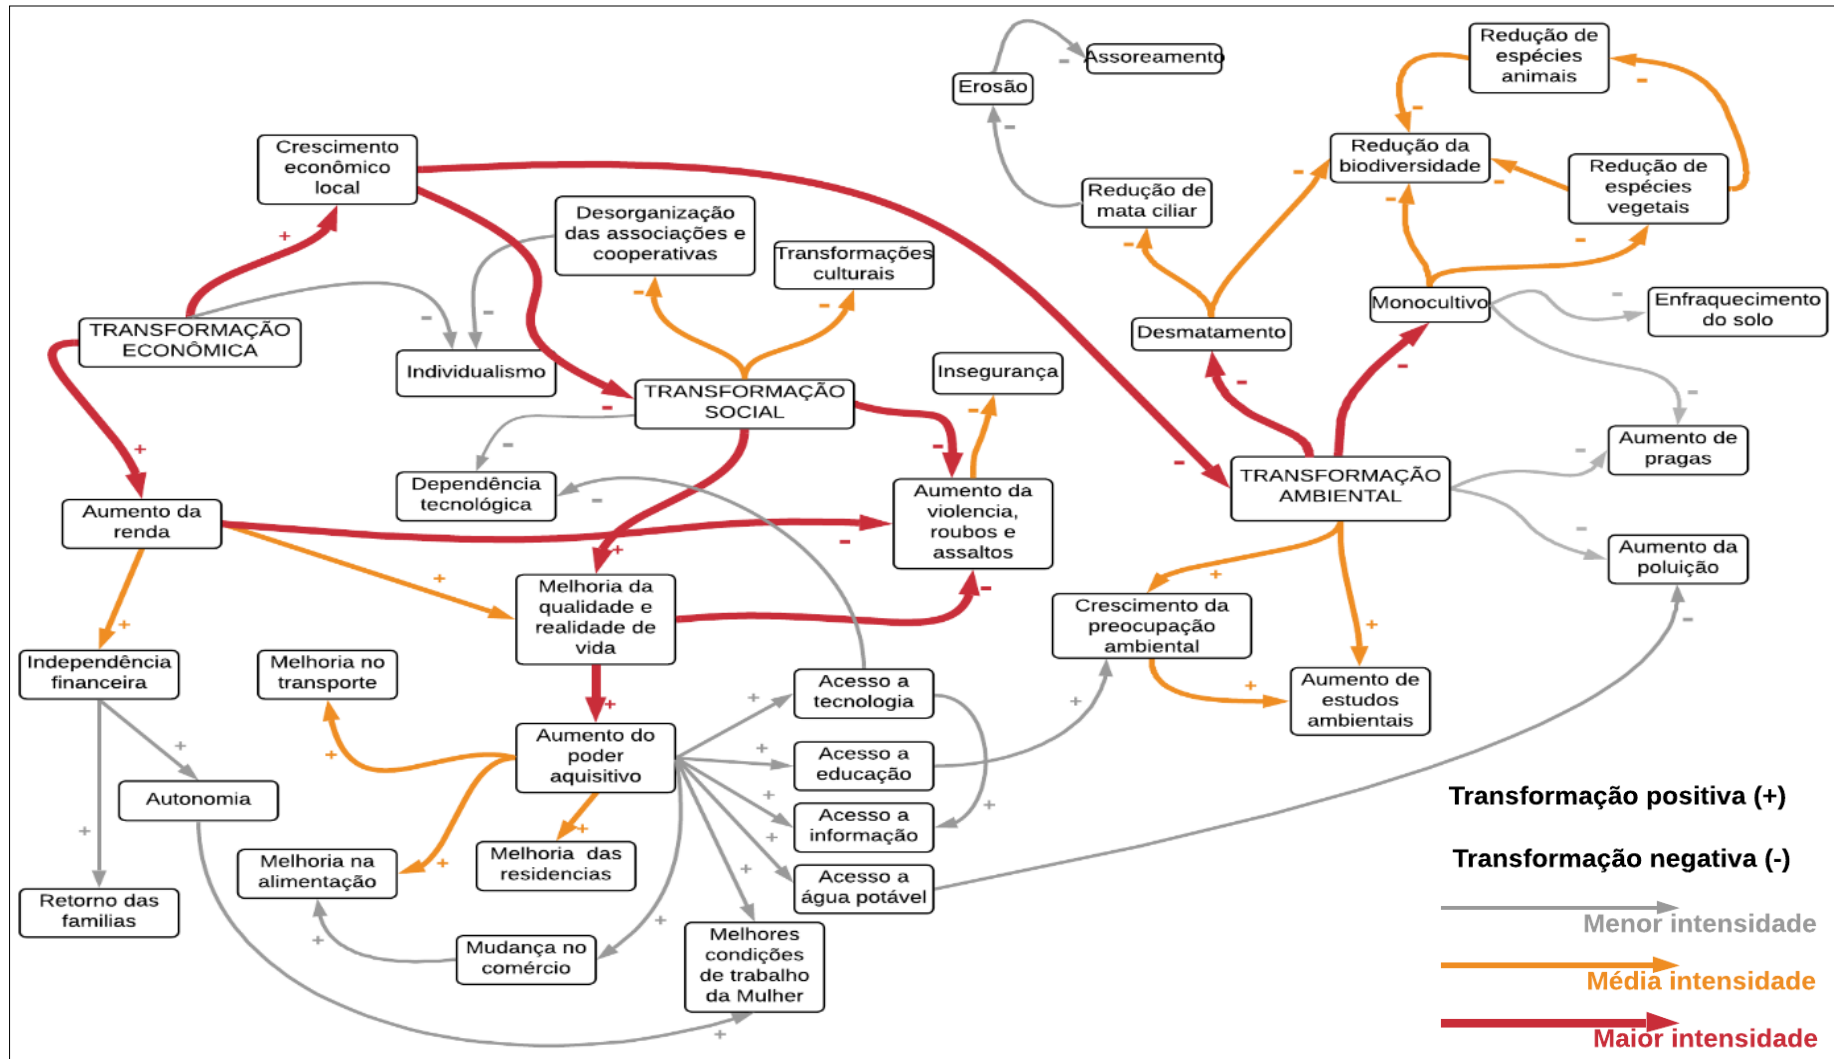 Redução de
espécies
animais
Assoreamento
Erosão
Crescimento
econômico
local
Redução da
biodiversidade
Redução de
espécies
vegetais
Redução de
mata ciliar
Desorganização
das associações e
cooperativas
Transformações
culturais
Monocultivo
Enfraquecimento
do solo
TRANSFORMAÇÃO
ECONÔMICA
Desmatamento
Individualismo
Insegurança
TRANSFORMAÇÃO
SOCIAL
Aumento de
pragas
Dependência
tecnológica
TRANSFORMAÇÃO
AMBIENTAL
Aumento da
renda
Aumento da
violencia,
roubos e
assaltos
Aumento da
poluição
Melhoria da
qualidade e
realidade de
vida
Crescimento da
preocupação
ambiental
Independência
financeira
Melhoria no
transporte
Acesso a
tecnologia
Aumento de
estudos
ambientais
Aumento do
poder
aquisitivo
Acesso a
educação
Autonomia
Acesso a
informação
Transformação positiva (+)
Melhoria na
alimentação
Melhoria das
residencias
Acesso a
água potável
Transformação negativa (-)
Retorno das
familias
Mudança no
comércio
Melhores
condições
de trabalho
da Mulher
Menor intensidade
Média intensidade
Maior intensidade